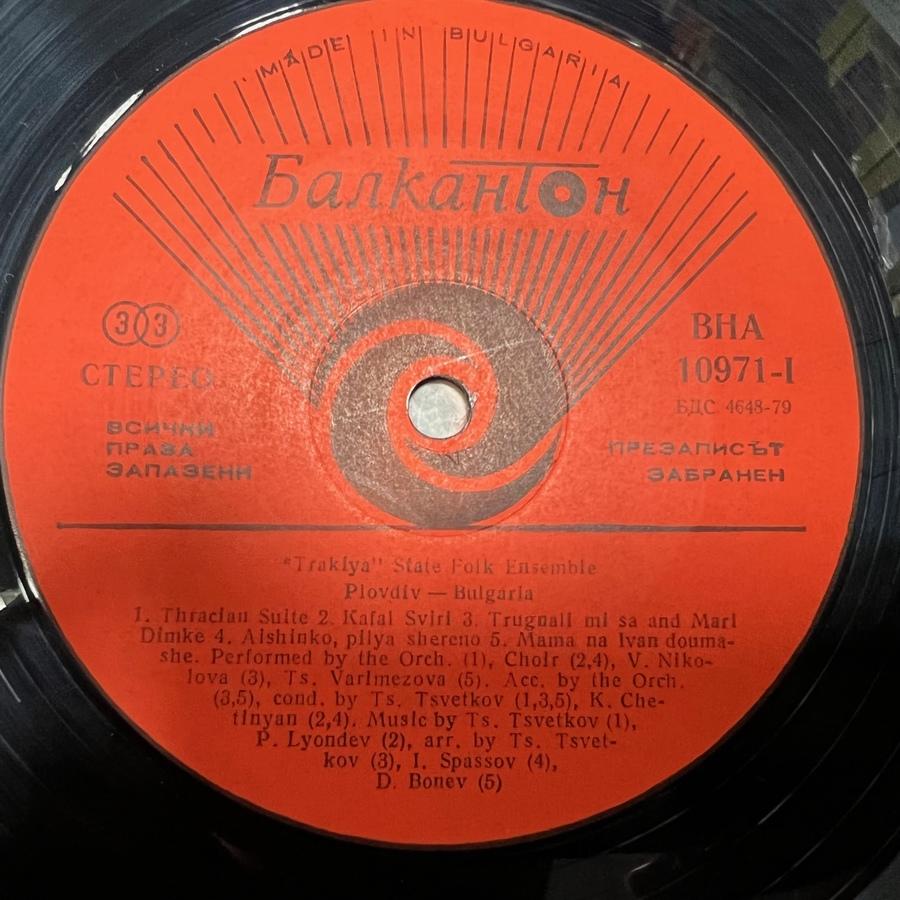 MADE IN BULGARIA
Балкантон
33
СТЕРЕО
ВСИЧКИ
ПРАВА
ЗАПАЗЕНИ
ВНА
10971-I
БДС 4648-79
ПРЕЗАПИСЪТ
ЗАБРАНЕН
"Trakiya" State Folk Ensemble
Plovdiv — Bulgaria
1. Thracian Suite 2. Kafal Sviri 3. Trugnali mi sa and Mari
Dimke 4. Aishinko, pilya shereno 5. Mama na Ivan douma-
she. Performed by the Orch. (1), Choir (2,4), V. Niko-
lova (3), Ts. Varimezova (5). Acc. by the Orch.
(3,5), cond. by Ts. Tsvetkov (1,3,5), K. Che-
tinyan (2,4). Music by Ts. Tsvetkov (1),
P. Lyondev (2), arr. by Ts. Tsvet-
kov (3), I. Spassov (4),
D. Bonev (5)